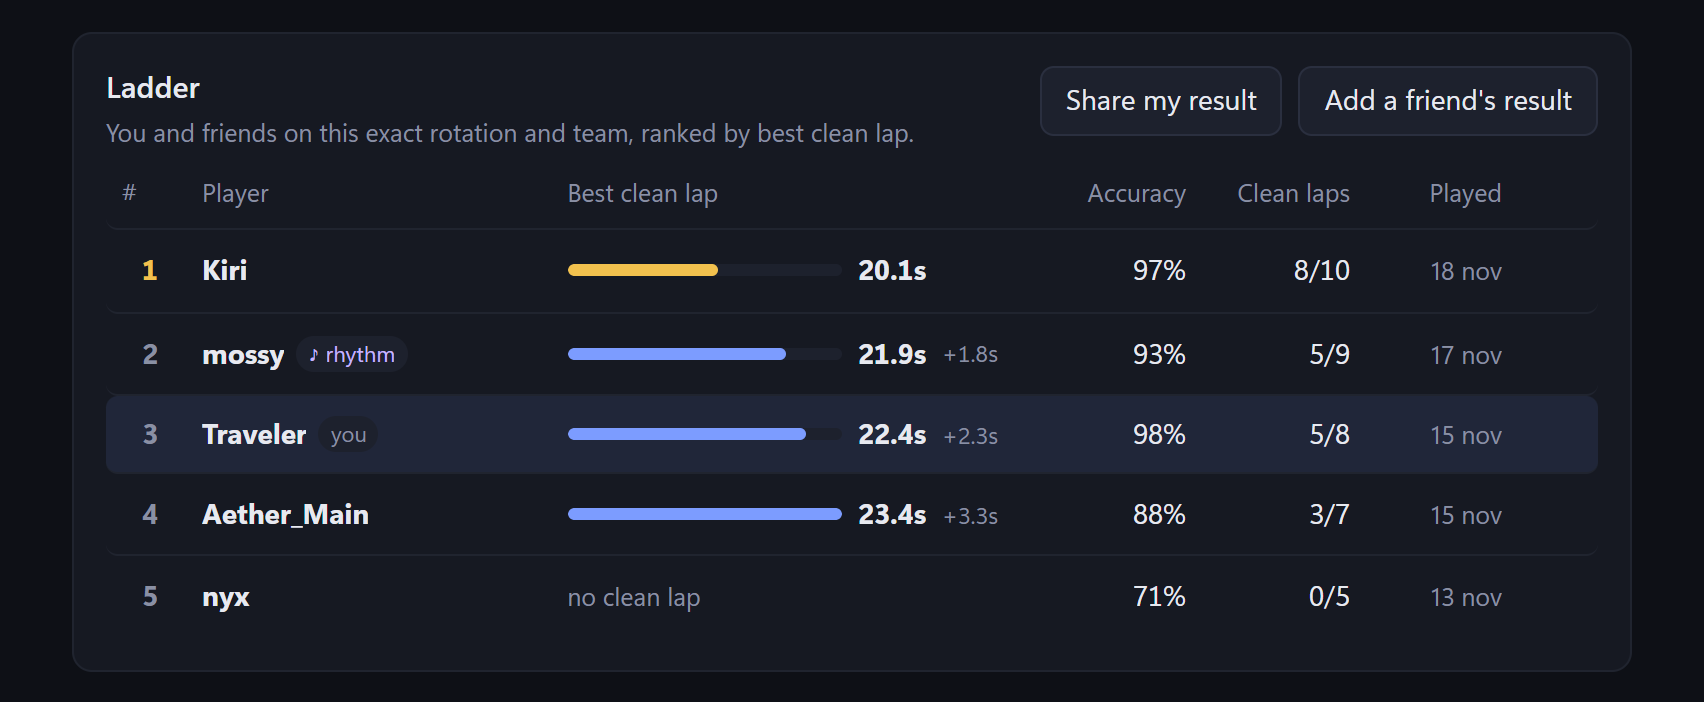 Ladder
You and friends on this exact rotation and team, ranked by best clean lap.
Share my result
Add a friend's result
# Player Best clean lap Accuracy Clean laps Played
1 Kiri 20.1s 97% 8/10 18 nov
2 mossy ♪ rhythm 21.9s +1.8s 93% 5/9 17 nov
3 Traveler you 22.4s +2.3s 98% 5/8 15 nov
4 Aether_Main 23.4s +3.3s 88% 3/7 15 nov
5 nyx no clean lap 71% 0/5 13 nov